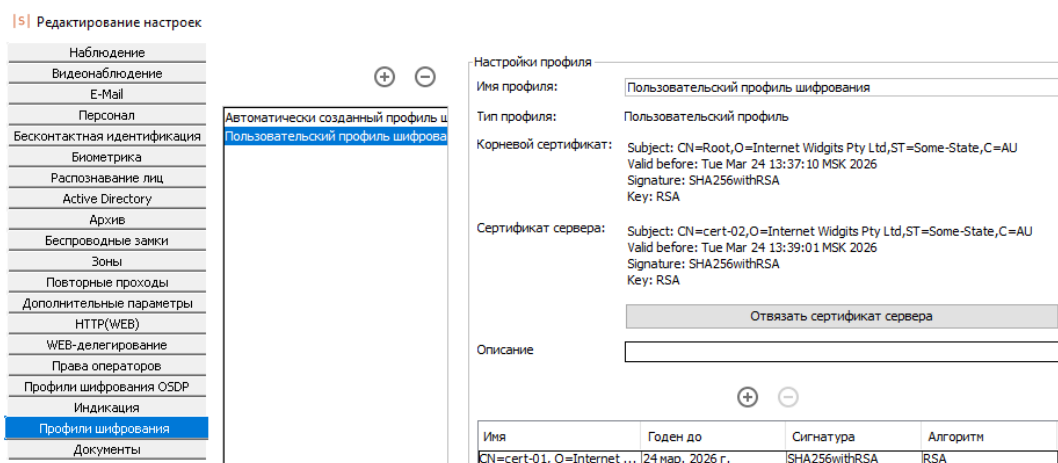 |S| Редактирование настроек
Наблюдение
Видеонаблюдение
E-Mail
Персонал
Бесконтактная идентификация
Биометрика
Распознавание лиц
Active Directory
Архив
Беспроводные замки
Зоны
Повторные проходы
Дополнительные параметры
HTTP(WEB)
WEB-делегирование
Права операторов
Профили шифрования OSDP
Индикация
Профили шифрования
Документы
Автоматически созданный профиль ш
Пользовательский профиль шифрова
Настройки профиля
Имя профиля: Пользовательский профиль шифрования
Тип профиля: Пользовательский профиль
Корневой сертификат: Subject: CN=Root,O=Internet Widgits Pty Ltd,ST=Some-State,C=AU
Valid before: Tue Mar 24 13:37:10 MSK 2026
Signature: SHA256withRSA
Key: RSA
Сертификат сервера: Subject: CN=cert-02,O=Internet Widgits Pty Ltd,ST=Some-State,C=AU
Valid before: Tue Mar 24 13:39:01 MSK 2026
Signature: SHA256withRSA
Key: RSA
Отвязать сертификат сервера
Описание
Имя Годен до Сигнатура Алгоритм
CN=cert-01, O=Internet ... 24 мар. 2026 г. SHA256withRSA RSA